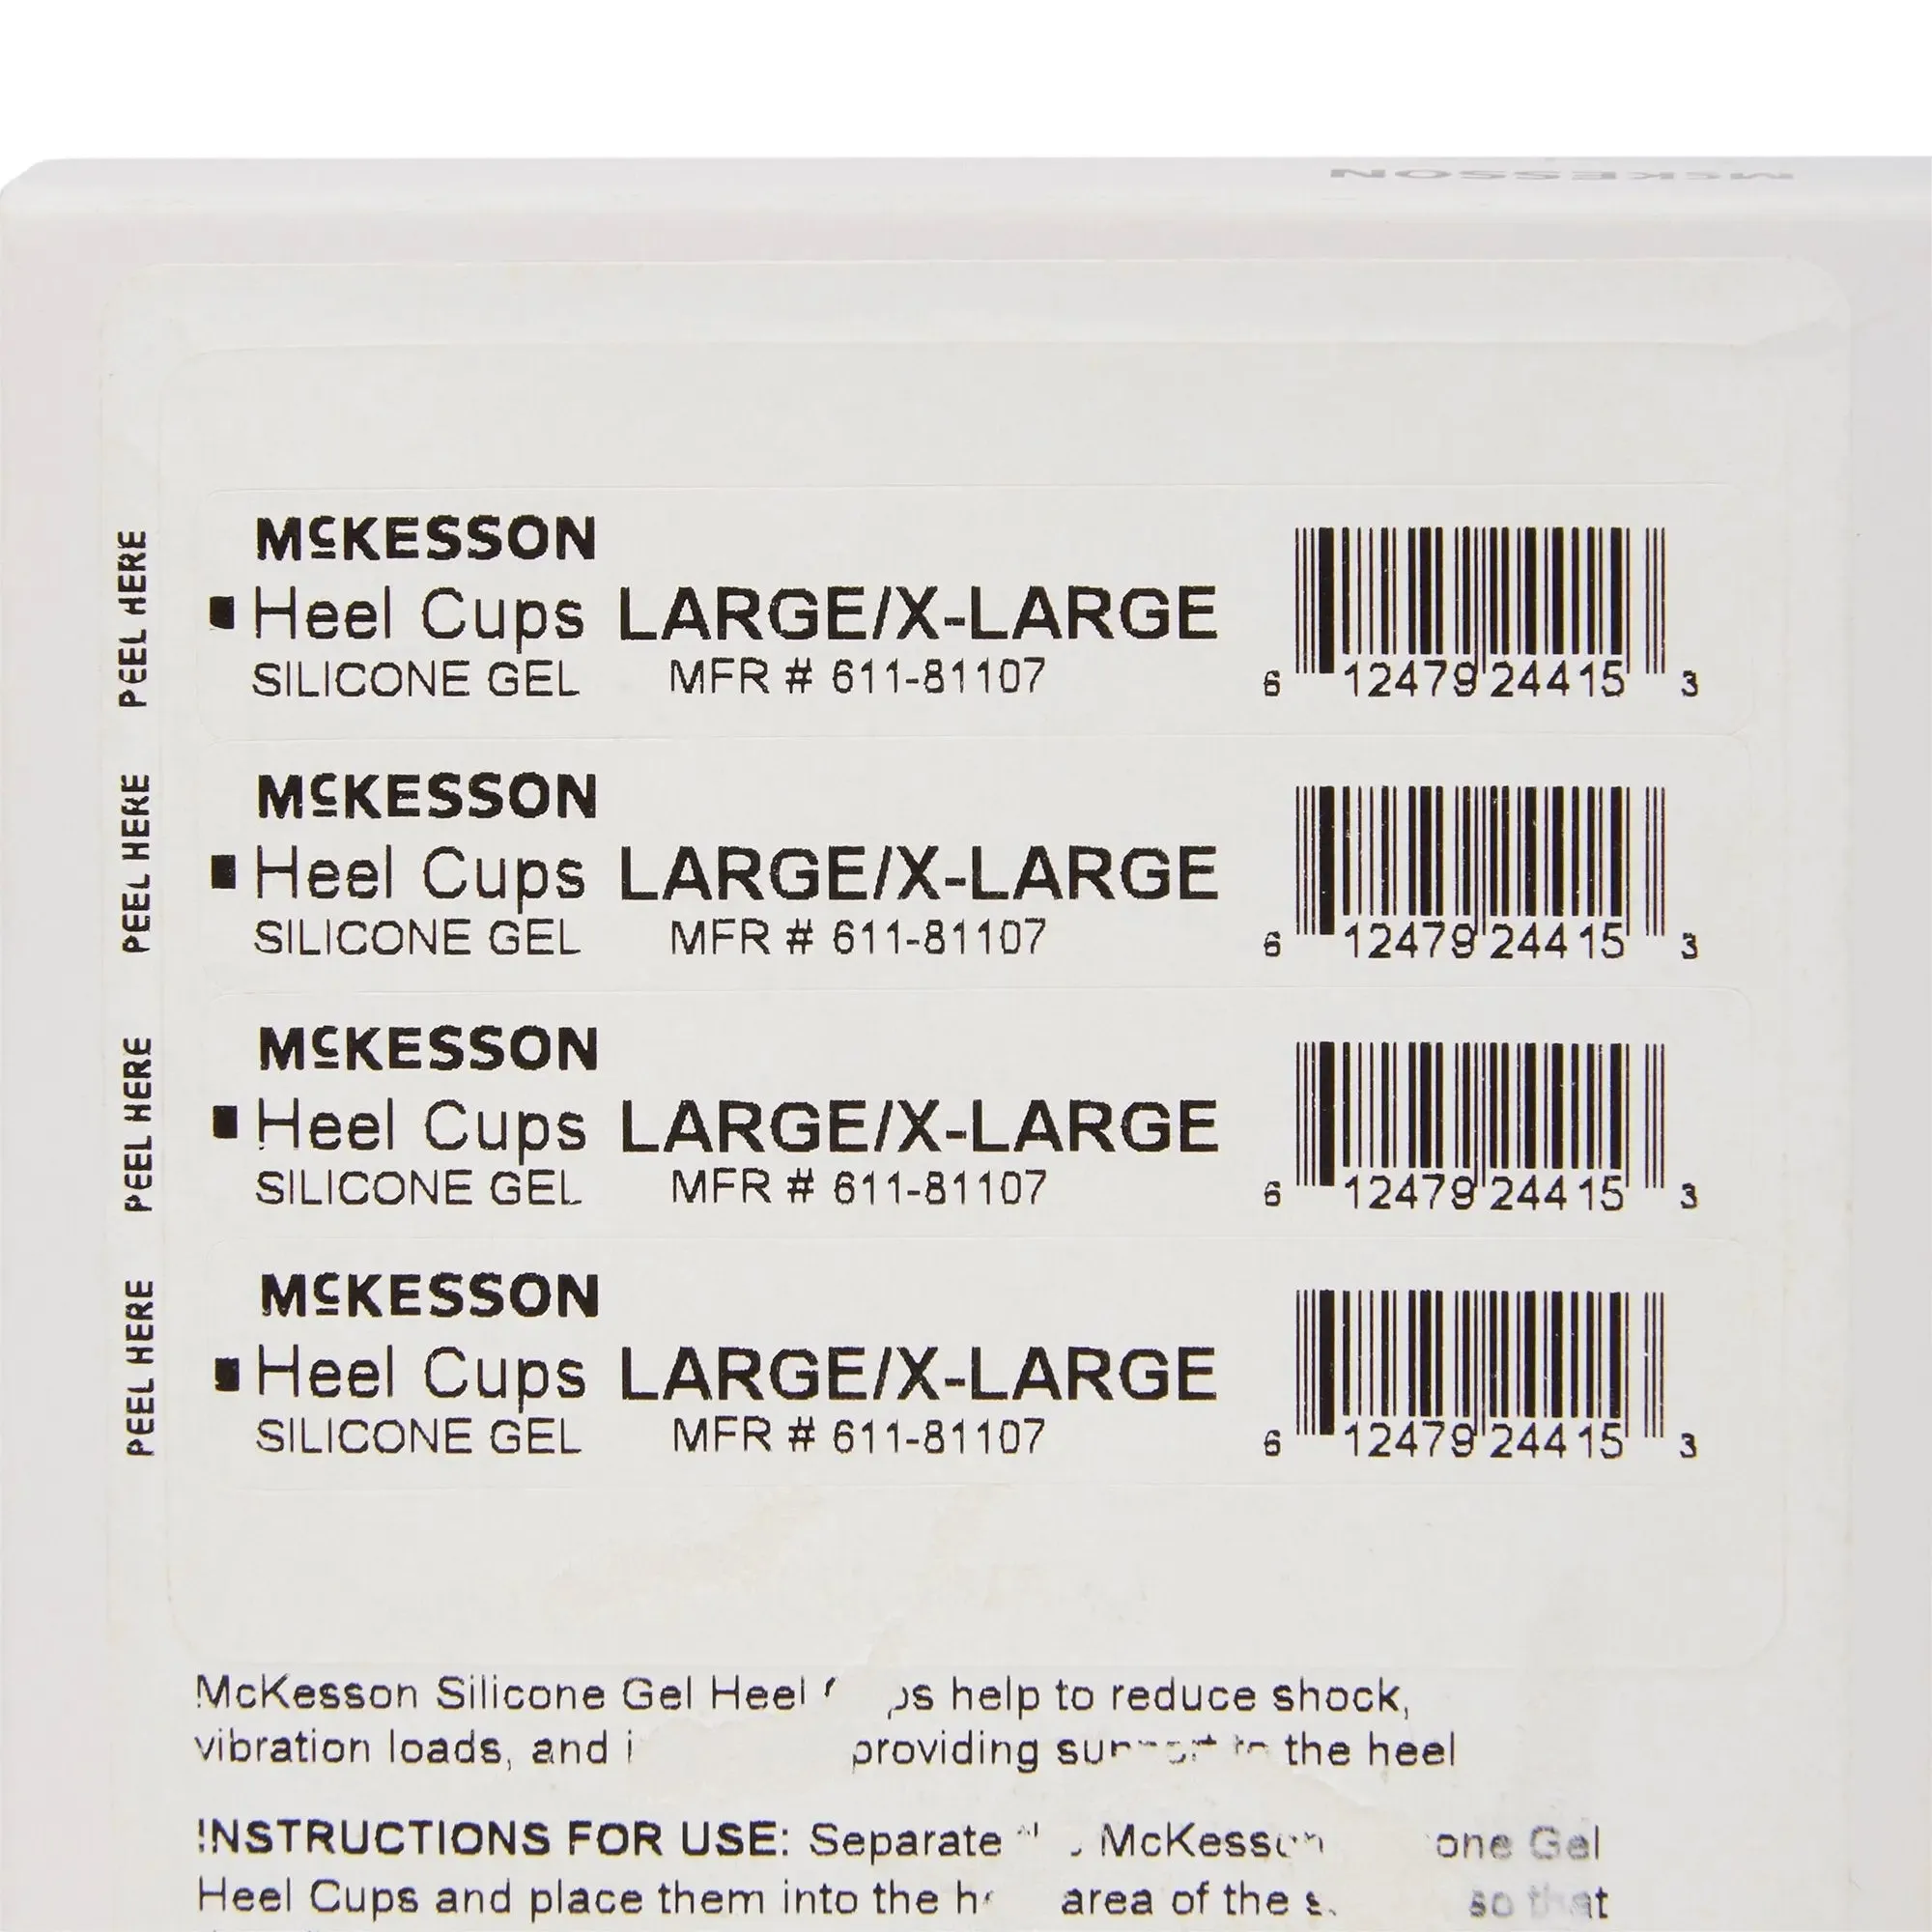 McKESSON
PEEL HERE
McKESSON
Heel Cups LARGE/X-LARGE
SILICONE GEL MFR # 611-81107
6 12479 24415 3
PEEL HERE
McKESSON
Heel Cups LARGE/X-LARGE
SILICONE GEL MFR # 611-81107
6 12479 24415 3
PEEL HERE
McKESSON
Heel Cups LARGE/X-LARGE
SILICONE GEL MFR # 611-81107
6 12479 24415 3
PEEL HERE
McKESSON
Heel Cups LARGE/X-LARGE
SILICONE GEL MFR # 611-81107
6 12479 24415 3
McKesson Silicone Gel Heel help to reduce shock,
vibration loads, and providing support to the heel
INSTRUCTIONS FOR USE: Separate McKesson Gel
Heel Cups and place them into the area of the so that